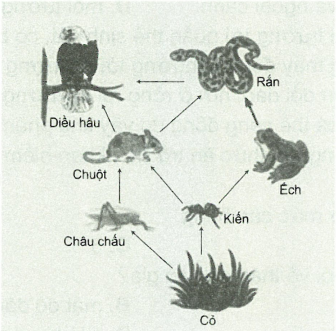 Diều hâu
Rắn
Chuột
Ếch
Châu chấu
Kiến
Cỏ